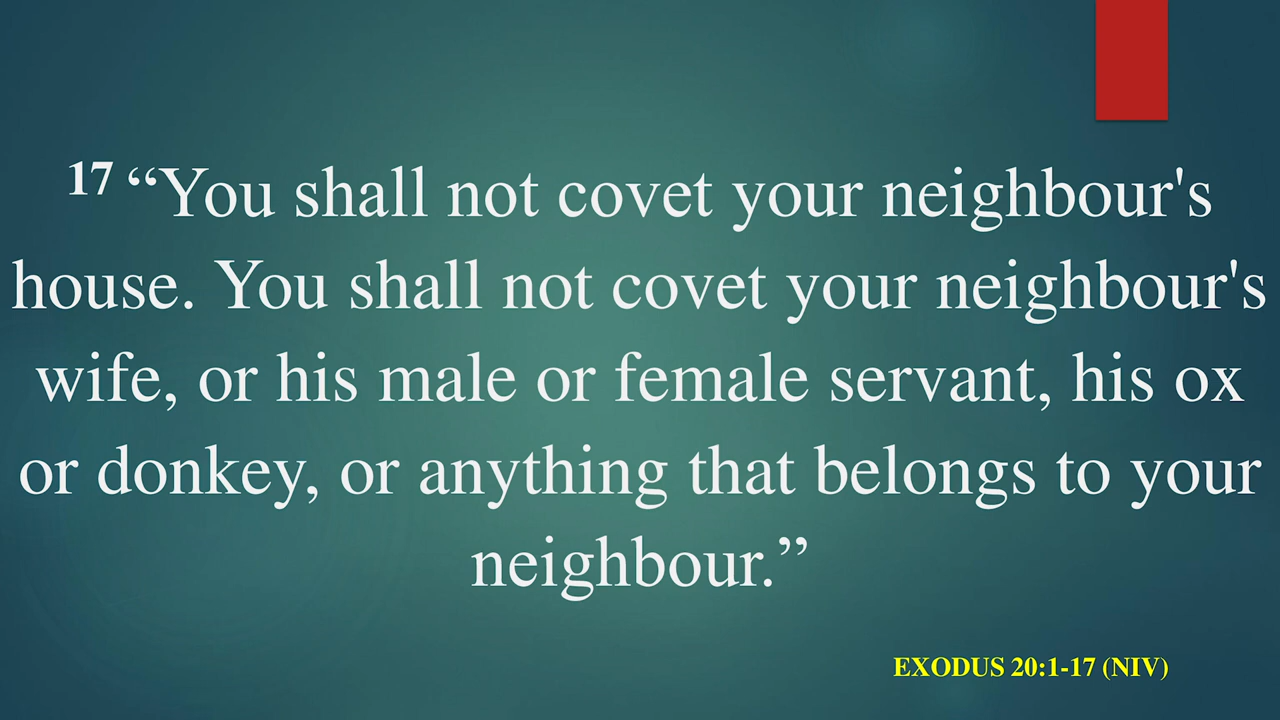 17 “You shall not covet your neighbour's
house. You shall not covet your neighbour's
wife, or his male or female servant, his ox
or donkey, or anything that belongs to your
neighbour.”
EXODUS 20:1-17 (NIV)